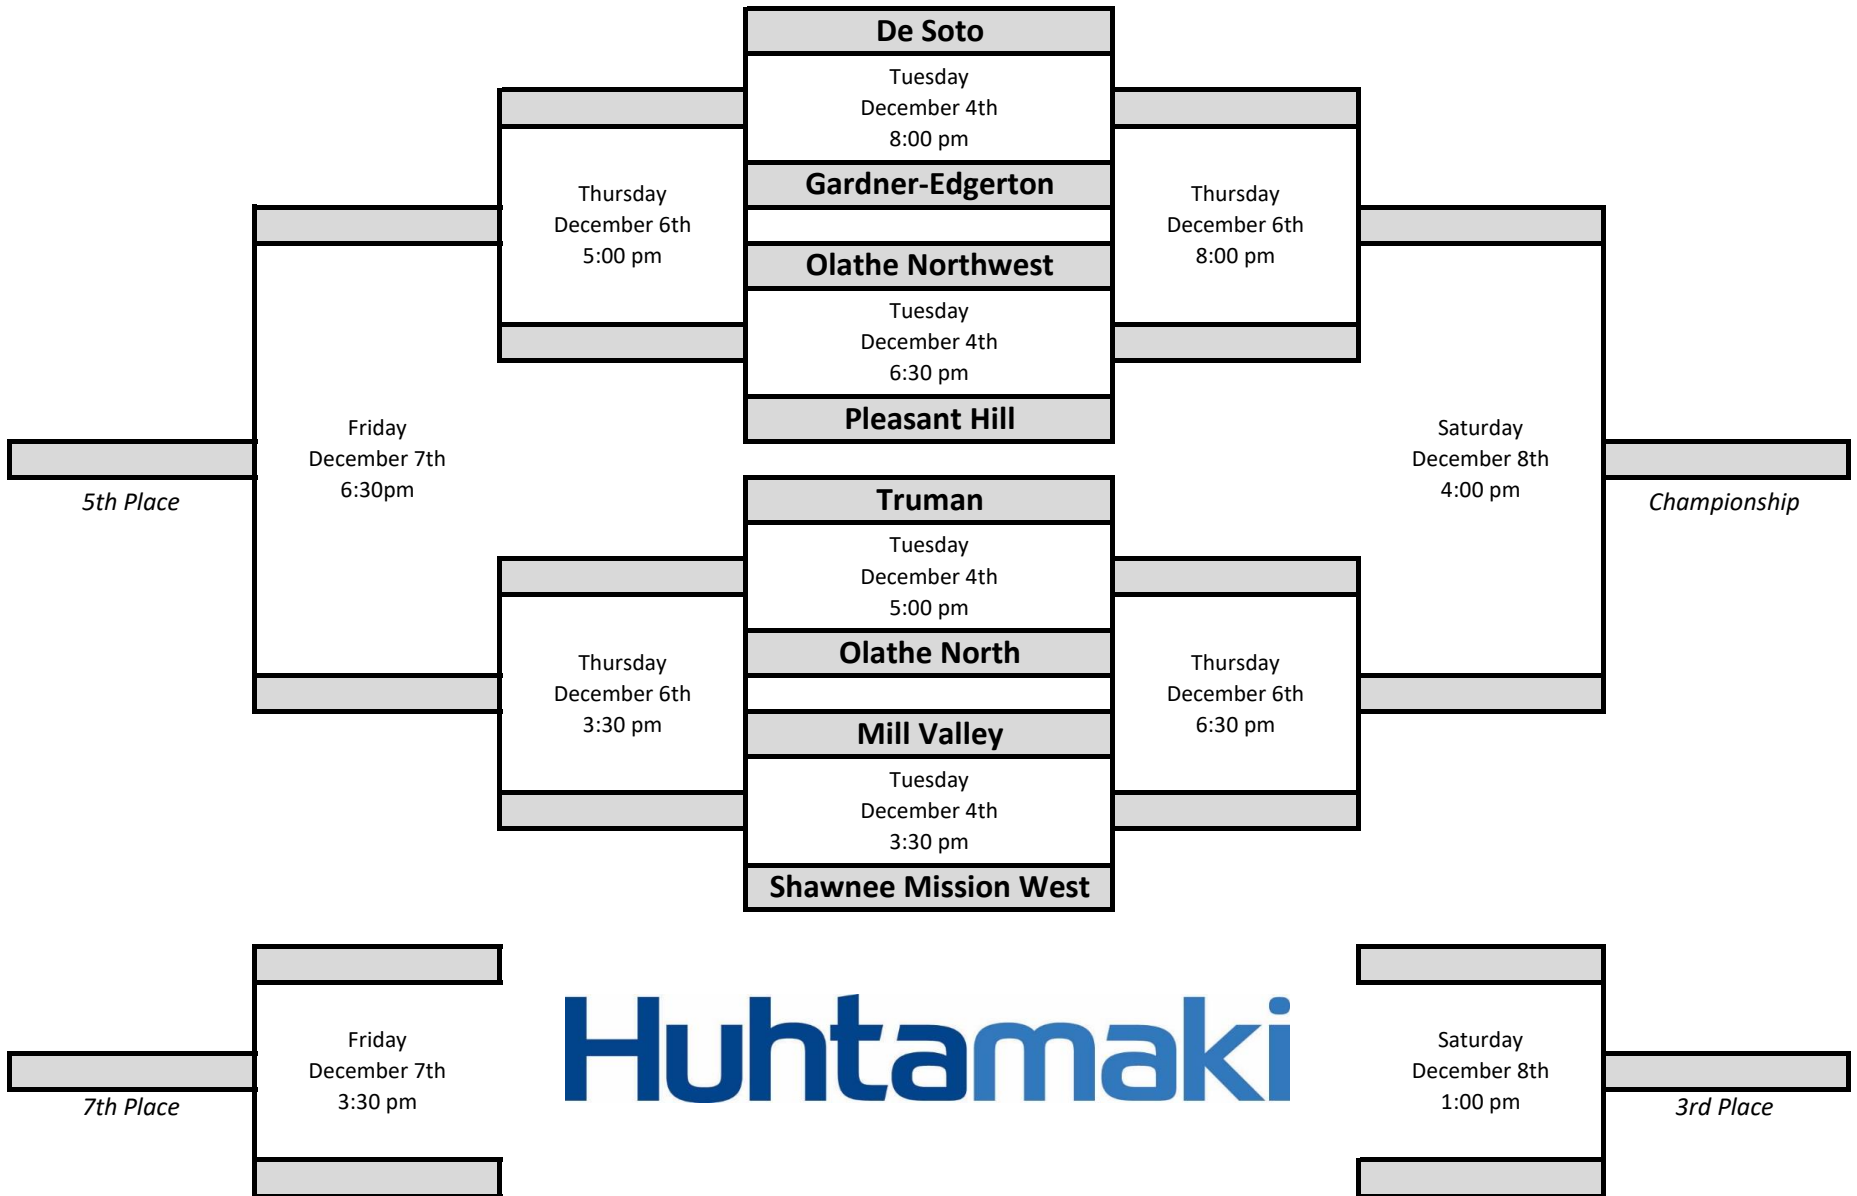 De Soto
Tuesday
December 4th
8:00 pm
Gardner-Edgerton
Thursday
December 6th
5:00 pm
Thursday
December 6th
8:00 pm
Olathe Northwest
Tuesday
December 4th
6:30 pm
Pleasant Hill
Friday
December 7th
6:30pm
5th Place
Saturday
December 8th
4:00 pm
Championship
Truman
Tuesday
December 4th
5:00 pm
Olathe North
Thursday
December 6th
3:30 pm
Thursday
December 6th
6:30 pm
Mill Valley
Tuesday
December 4th
3:30 pm
Shawnee Mission West
Friday
December 7th
3:30 pm
7th Place
Huhtamaki
Saturday
December 8th
1:00 pm
3rd Place